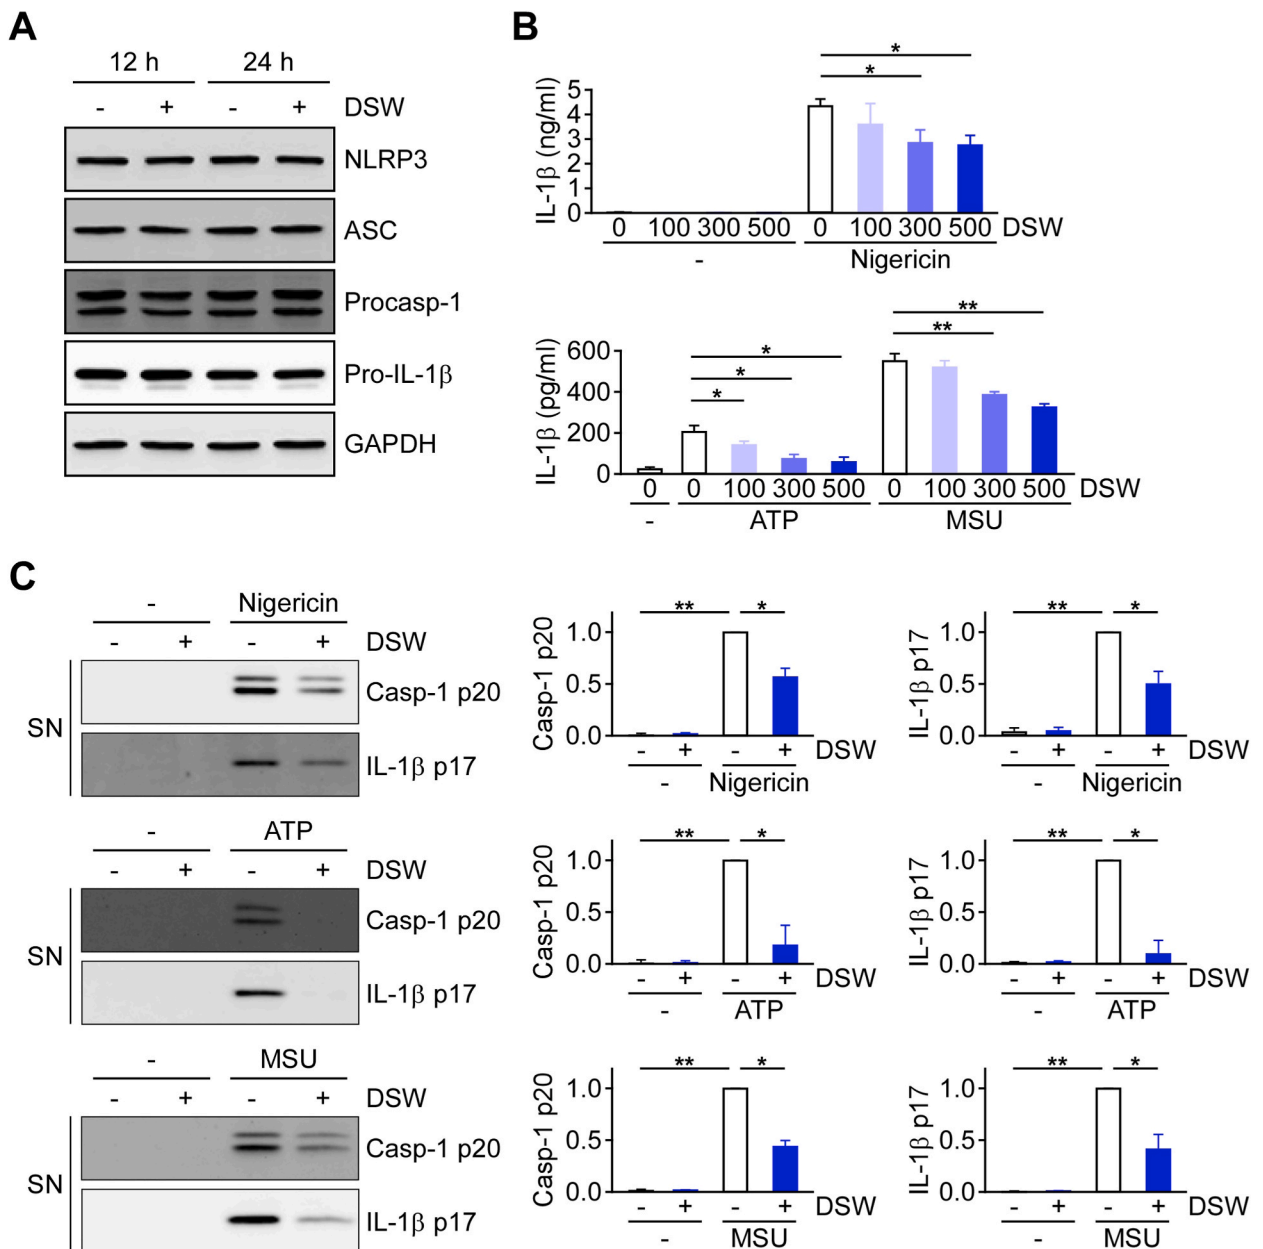 A
12 h 24 h
- + - + DSW
NLRP3
ASC
Procasp-1
Pro-IL-1β
GAPDH
B
* 
*
IL-1β (ng/ml)
5
4
3
2
1
0
0 100 300 500 0 100 300 500 DSW
- Nigericin
**
**
*
*
*
IL-1β (pg/ml)
600
400
200
0
0 0 100 300 500 0 100 300 500 DSW
- ATP MSU
C
- Nigericin
- + - + DSW
SN
Casp-1 p20
IL-1β p17
** *
Casp-1 p20
1.0
0.5
0.0
- + - + DSW
- Nigericin
** *
IL-1β p17
1.0
0.5
0.0
- + - + DSW
- Nigericin
- ATP
- + - + DSW
SN
Casp-1 p20
IL-1β p17
** *
Casp-1 p20
1.0
0.5
0.0
- + - + DSW
- ATP
** *
IL-1β p17
1.0
0.5
0.0
- + - + DSW
- ATP
- MSU
- + - + DSW
SN
Casp-1 p20
IL-1β p17
** *
Casp-1 p20
1.0
0.5
0.0
- + - + DSW
- MSU
** *
IL-1β p17
1.0
0.5
0.0
- + - + DSW
- MSU